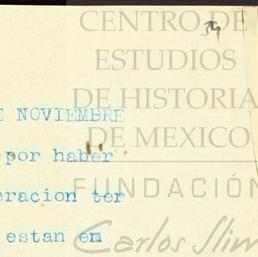 CENTRO DE
ESTUDIOS
DE HISTORIA
DE MEXICO
FUNDACIÓN
Carlos Slim
E NOVIEMBRE
por haber
eracion ter
estan en